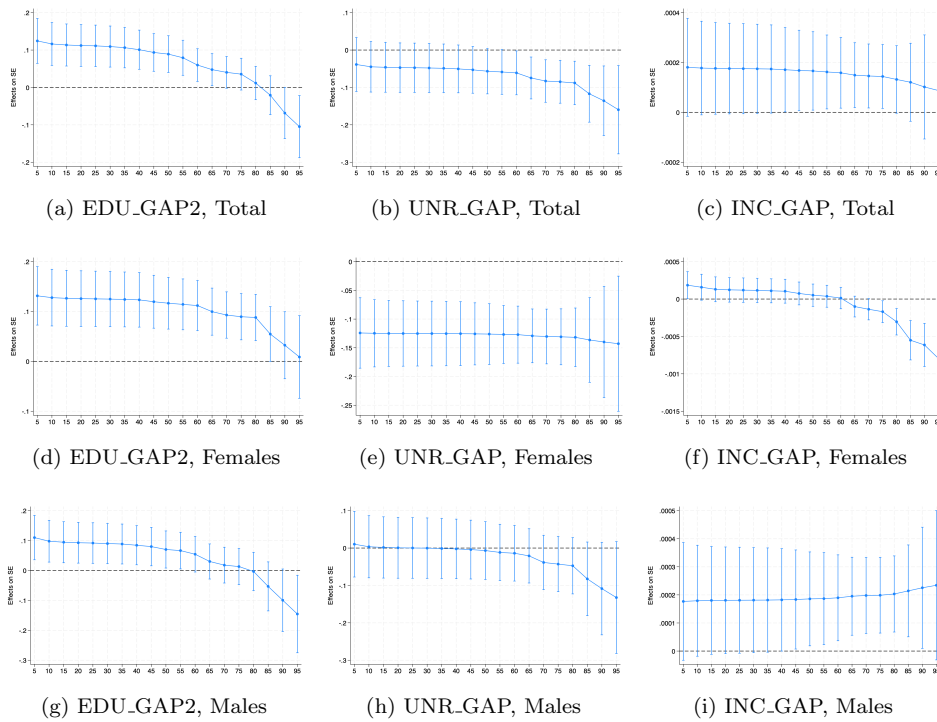 Effects on SE
.2
.1
0
-.1
-.2
5 10 15 20 25 30 35 40 45 50 55 60 65 70 75 80 85 90 95
(a) EDU_GAP2, Total
Effects on SE
.1
0
-.1
-.2
-.3
5 10 15 20 25 30 35 40 45 50 55 60 65 70 75 80 85 90 95
(b) UNR_GAP, Total
Effects on SE
.0004
.0002
0
-.0002
5 10 15 20 25 30 35 40 45 50 55 60 65 70 75 80 85 90
(c) INC_GAP, Total
Effects on SE
.2
.1
0
-.1
5 10 15 20 25 30 35 40 45 50 55 60 65 70 75 80 85 90 95
(d) EDU_GAP2, Females
Effects on SE
0
-.05
-.1
-.15
-.2
-.25
5 10 15 20 25 30 35 40 45 50 55 60 65 70 75 80 85 90 95
(e) UNR_GAP, Females
Effects on SE
.0005
0
-.0005
-.001
-.0015
5 10 15 20 25 30 35 40 45 50 55 60 65 70 75 80 85 90
(f) INC_GAP, Females
Effects on SE
.2
.1
0
-.1
-.2
-.3
5 10 15 20 25 30 35 40 45 50 55 60 65 70 75 80 85 90 95
(g) EDU_GAP2, Males
Effects on SE
.1
0
-.1
-.2
-.3
5 10 15 20 25 30 35 40 45 50 55 60 65 70 75 80 85 90 95
(h) UNR_GAP, Males
Effects on SE
.0005
.0004
.0003
.0002
.0001
0
5 10 15 20 25 30 35 40 45 50 55 60 65 70 75 80 85 90 95
(i) INC_GAP, Males